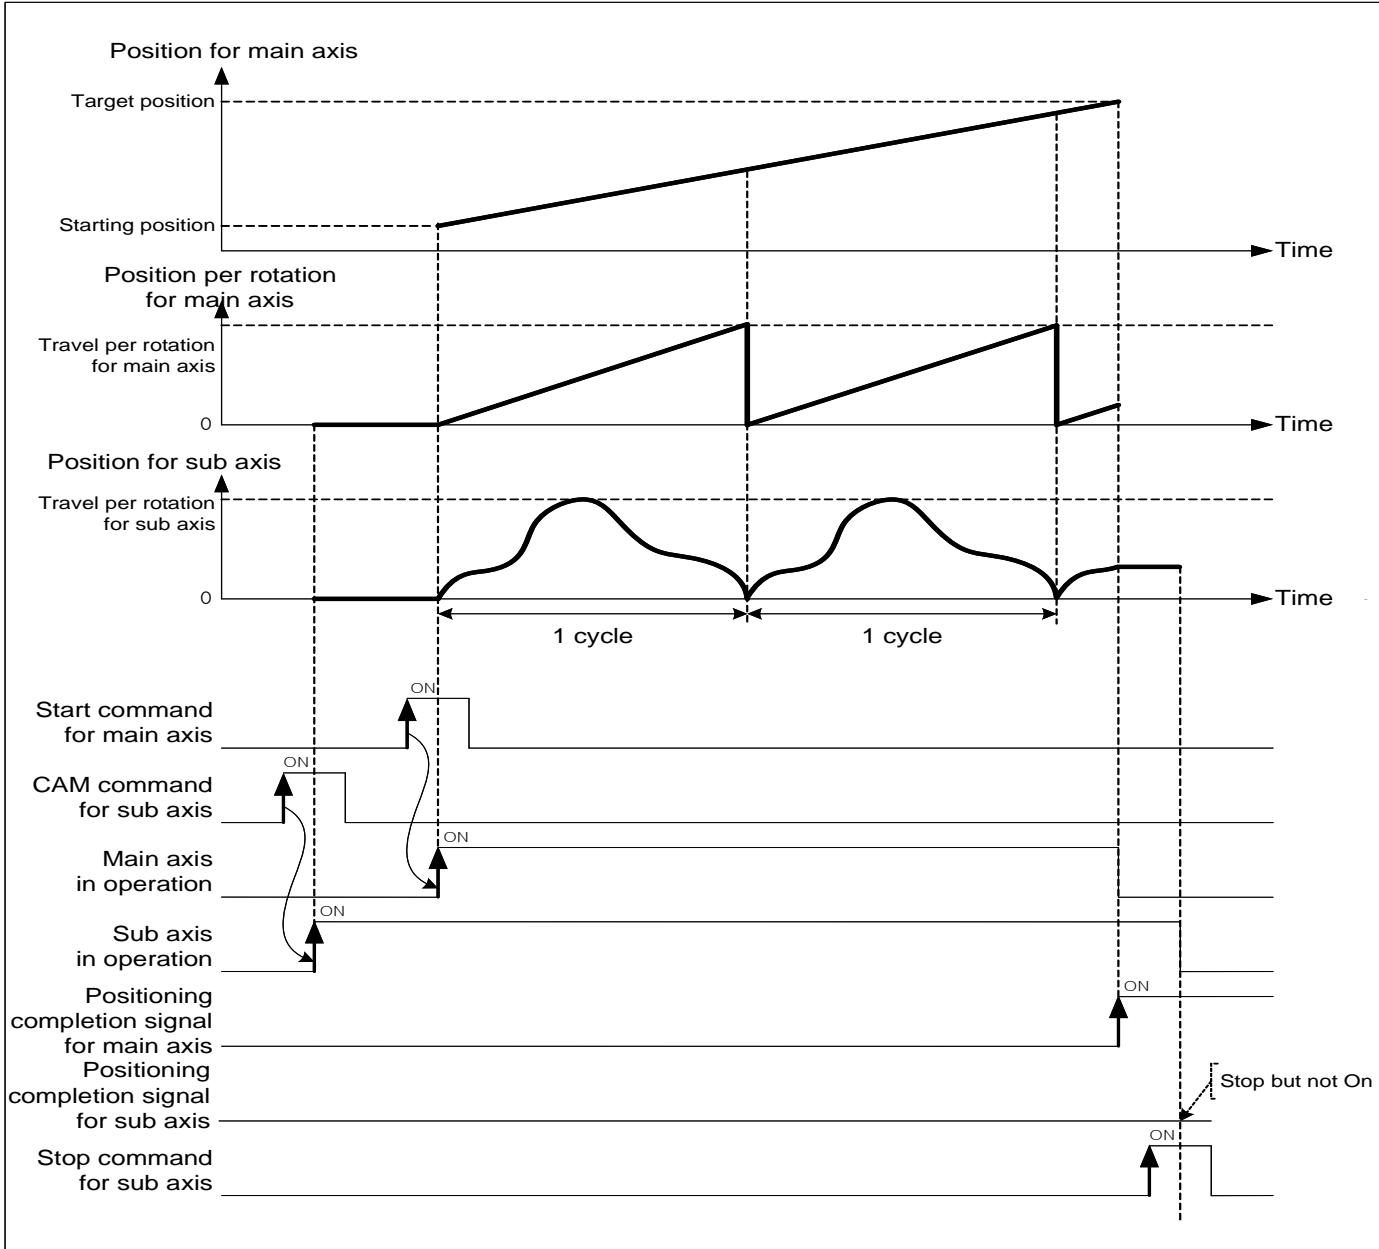 Position for main axis
Target position
Starting position
Time
Position per rotation
for main axis
Travel per rotation
for main axis
0
Time
Position for sub axis
Travel per rotation
for sub axis
0
Time
1 cycle
1 cycle
ON
Start command
for main axis
ON
CAM command
for sub axis
ON
Main axis
in operation
ON
Sub axis
in operation
ON
Positioning
completion signal
for main axis
Positioning
completion signal
for sub axis
Stop but not On
ON
Stop command
for sub axis